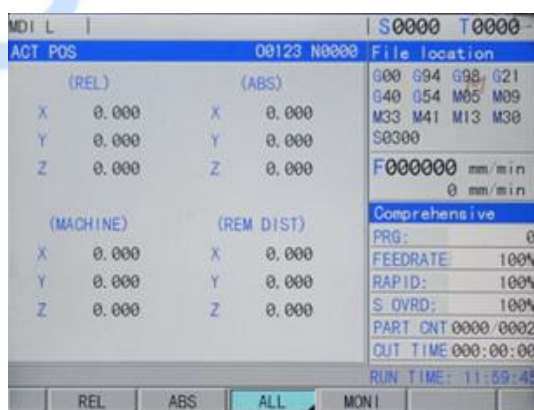 MDI L S0000 T0000
ACT POS O0123 N0000
(REL) (ABS)
X 0.000 X 0.000
Y 0.000 Y 0.000
Z 0.000 Z 0.000
(MACHINE) (REM DIST)
X 0.000 X 0.000
Y 0.000 Y 0.000
Z 0.000 Z 0.000
File location
G00 G94 G98 G21
G40 G54 M05 M09
M33 M41 M13 M30
S0300
F000000 mm/min
0 mm/min
Comprehensive
PRG: 0
FEEDRATE 100%
RAPID: 100%
S OVRD: 100%
PART CNT 0000/0002
CUT TIME 000:00:00
RUN TIME: 11:59:45
REL ABS ALL MONI